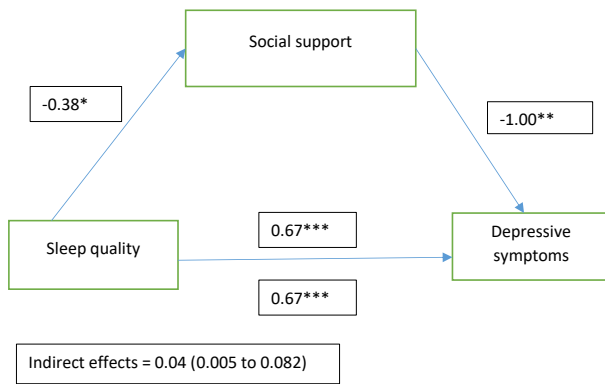 Social support
-0.38*
-1.00**
Sleep quality
0.67***
Depressive
symptoms
0.67***
Indirect effects = 0.04 (0.005 to 0.082)